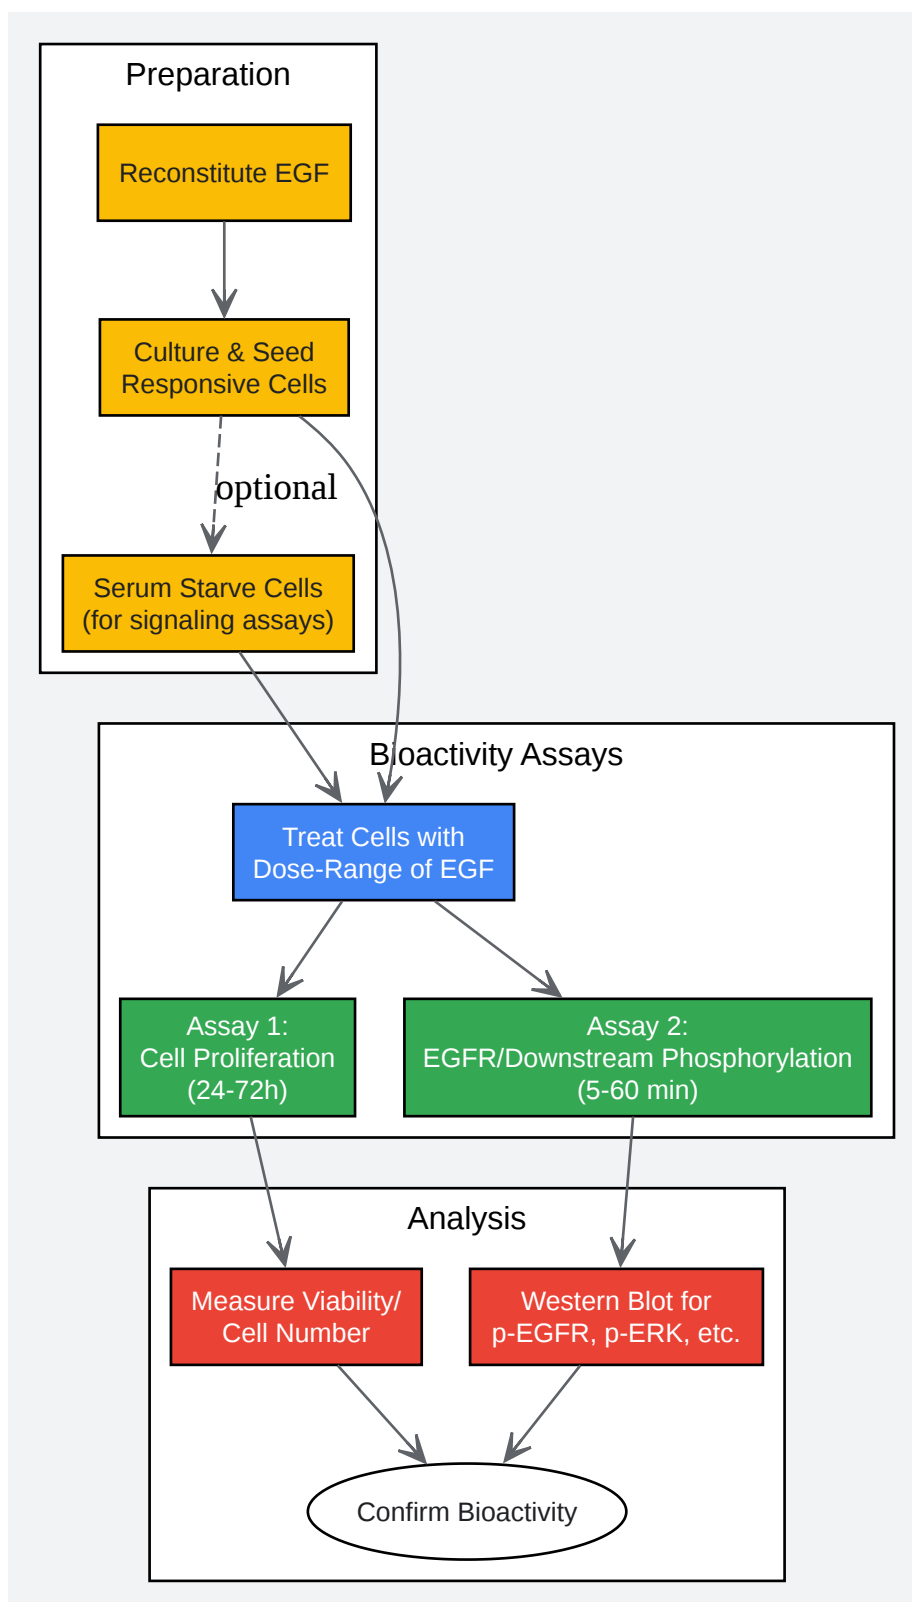 Preparation
Reconstitute EGF
Culture & Seed
Responsive Cells
optional
Serum Starve Cells
(for signaling assays)
Bioactivity Assays
Treat Cells with
Dose-Range of EGF
Assay 1:
Cell Proliferation
(24-72h)
Assay 2:
EGFR/Downstream Phosphorylation
(5-60 min)
Analysis
Measure Viability/
Cell Number
Western Blot for
p-EGFR, p-ERK, etc.
Confirm Bioactivity